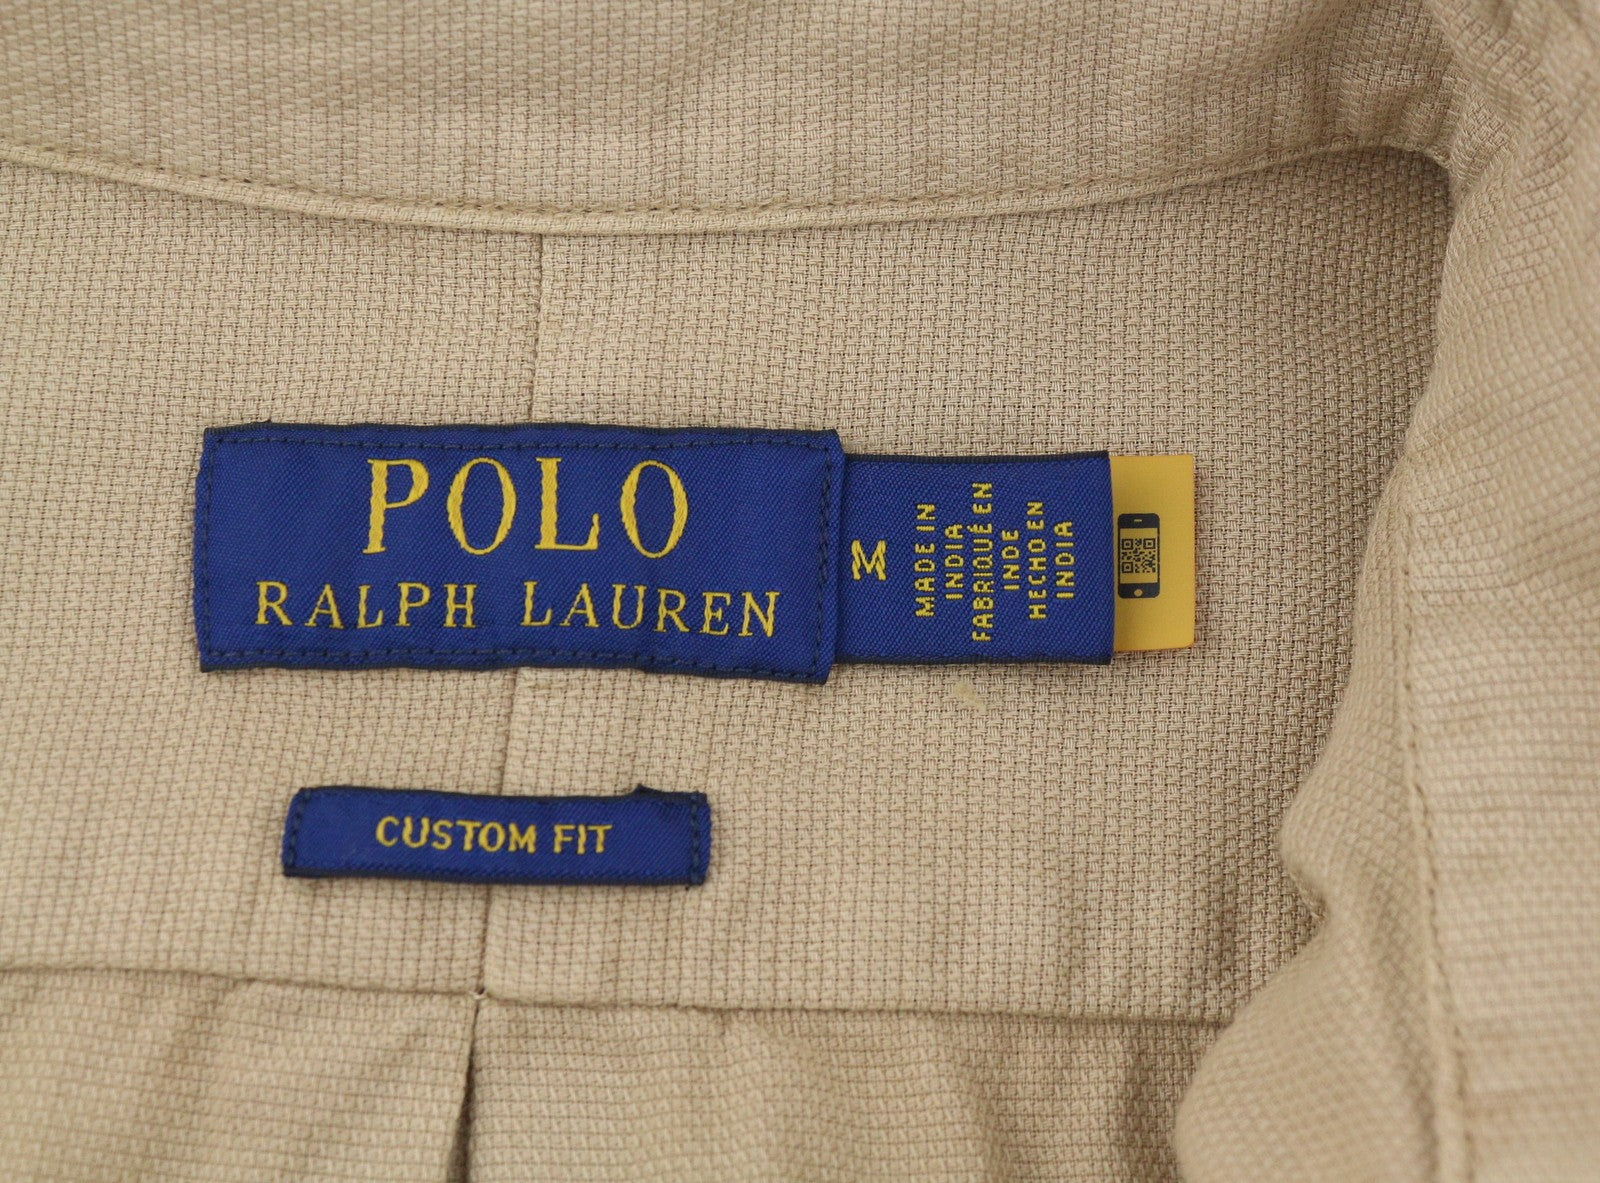 POLO
RALPH LAUREN
M
MADE IN
INDIA
FABRIQUÉ EN
INDE
HECHO EN
INDIA
CUSTOM FIT